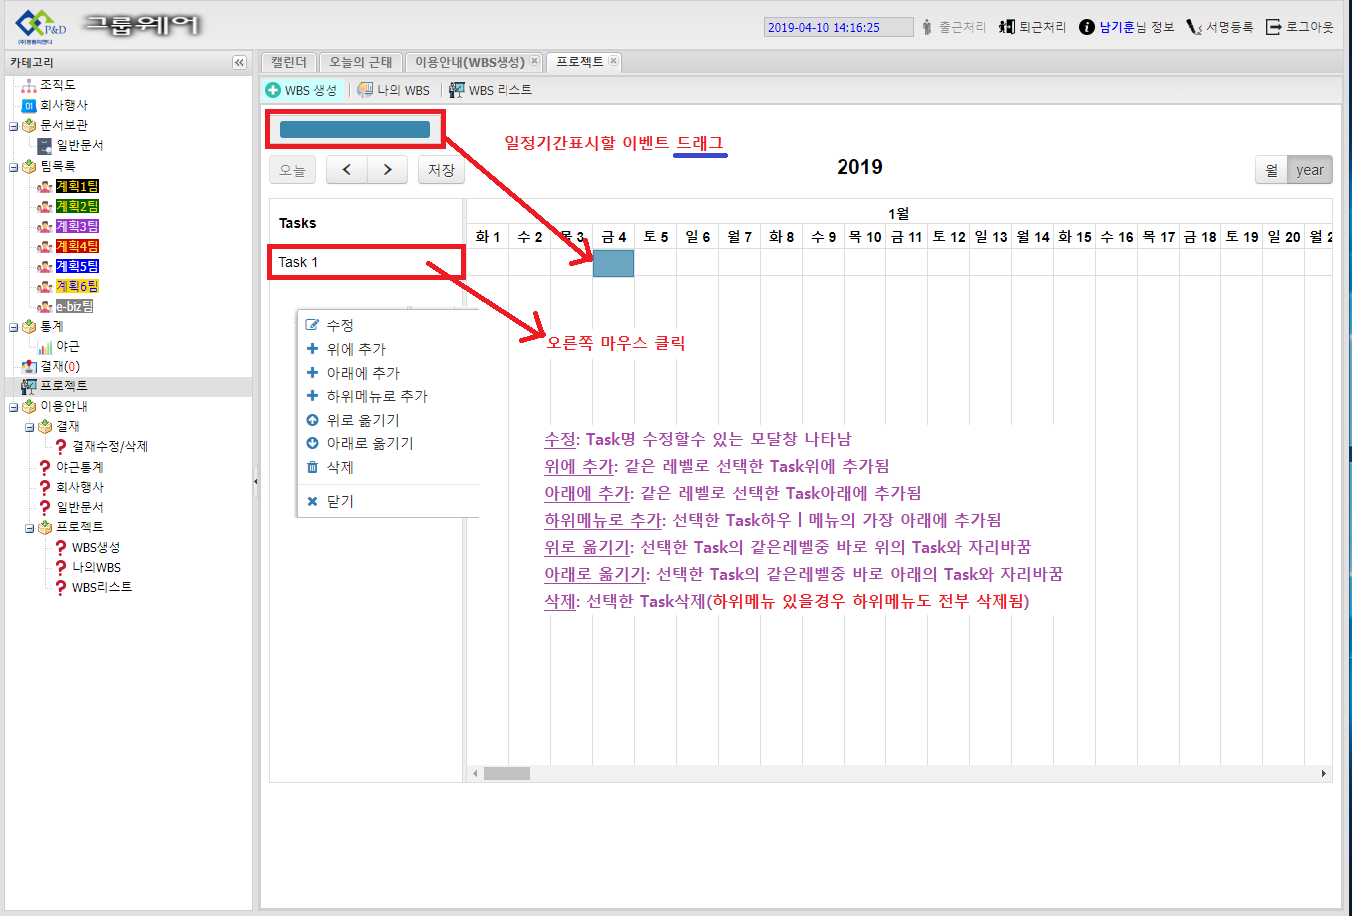 P&D
그룹웨어
2019-04-10 14:16:25
출근처리
퇴근처리
남기훈님 정보
서명등록
로그아웃
카테고리
조직도
회사행사
문서보관
일반문서
팀목록
계획1팀
계획2팀
계획3팀
계획4팀
계획5팀
계획6팀
e-biz팀
통계
야근
결재(0)
프로젝트
이용안내
결재
결재수정/삭제
야근통계
회사행사
일반문서
프로젝트
WBS생성
나의WBS
WBS리스트
캘린더
오늘의 근태
이용안내(WBS생성)
프로젝트
WBS 생성
나의 WBS
WBS 리스트
일정기간표시할 이벤트 드래그
오늘
저장
2019
월
year
Tasks
1월
화 1 수 2 목 3 금 4 토 5 일 6 월 7 화 8 수 9 목 10 금 11 토 12 일 13 월 14 화 15 수 16 목 17 금 18 토 19 일 20 월 2
Task 1
오른쪽 마우스 클릭
수정
위에 추가
아래에 추가
하위메뉴로 추가
위로 옮기기
아래로 옮기기
삭제
닫기
수정: Task명 수정할수 있는 모달창 나타남
위에 추가: 같은 레벨로 선택한 Task위에 추가됨
아래에 추가: 같은 레벨로 선택한 Task아래에 추가됨
하위메뉴로 추가: 선택한 Task하우ㅣ메뉴의 가장 아래에 추가됨
위로 옮기기: 선택한 Task의 같은레벨중 바로 위의 Task와 자리바꿈
아래로 옮기기: 선택한 Task의 같은레벨중 바로 아래의 Task와 자리바꿈
삭제: 선택한 Task삭제(하위메뉴 있을경우 하위메뉴도 전부 삭제됨)